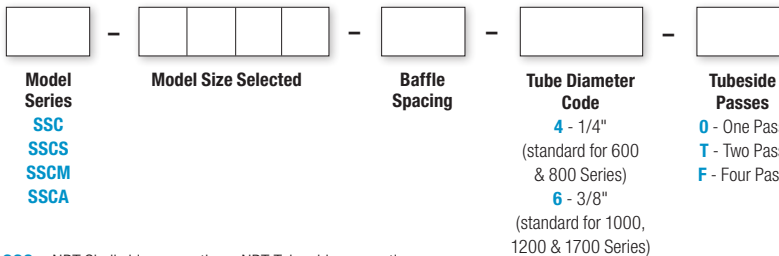 – – – –
Model
Series
SSC
SSCS
SSCM
SSCA
Model Size Selected
Baffle
Spacing
Tube Diameter
Code
4 - 1/4"
(standard for 600
& 800 Series)
6 - 3/8"
(standard for 1000,
1200 & 1700 Series)
Tubeside
Passes
O - One Pas
T - Two Pas
F - Four Pas